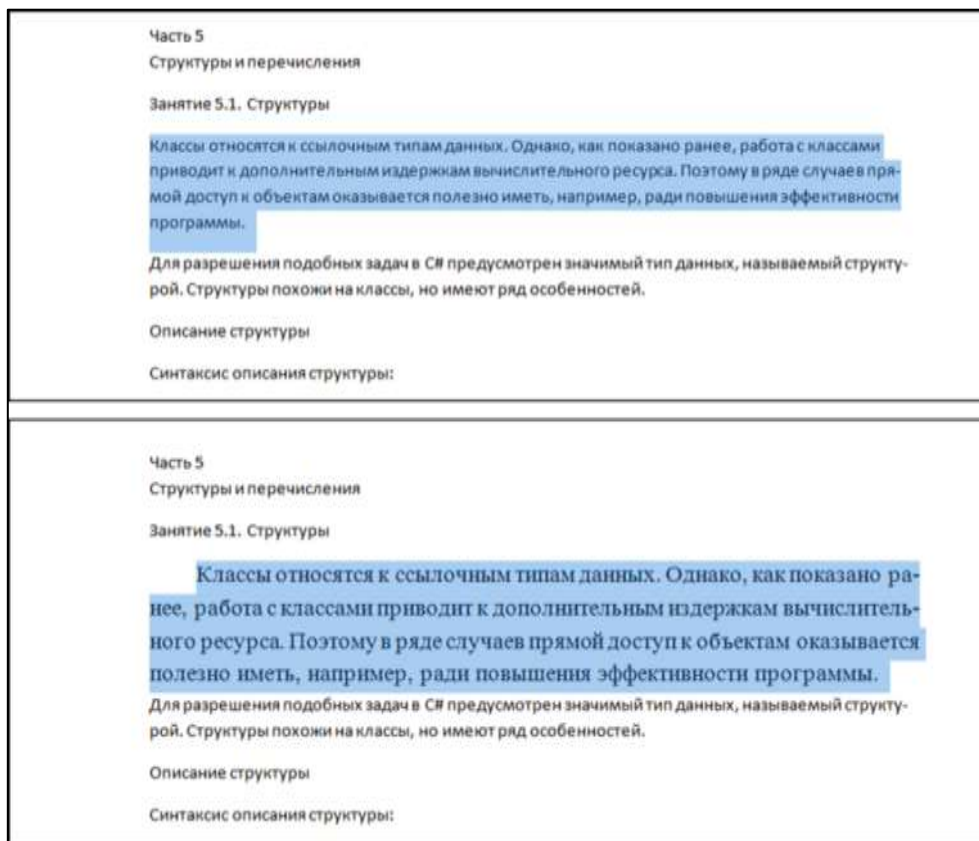 Часть 5
Структуры и перечисления
Занятие 5.1. Структуры
Классы относятся к ссылочным типам данных. Однако, как показано ранее, работа с классами
приводит к дополнительным издержкам вычислительного ресурса. Поэтому в ряде случаев пря-
мой доступ к объектам оказывается полезно иметь, например, ради повышения эффективности
программы.
Для разрешения подобных задач в C# предусмотрен значимый тип данных, называемый структу-
рой. Структуры похожи на классы, но имеют ряд особенностей.
Описание структуры
Синтаксис описания структуры:
Часть 5
Структуры и перечисления
Занятие 5.1. Структуры
Классы относятся к ссылочным типам данных. Однако, как показано ра-
нее, работа с классами приводит к дополнительным издержкам вычислитель-
ного ресурса. Поэтому в ряде случаев прямой доступ к объектам оказывается
полезно иметь, например, ради повышения эффективности программы.
Для разрешения подобных задач в C# предусмотрен значимый тип данных, называемый структу-
рой. Структуры похожи на классы, но имеют ряд особенностей.
Описание структуры
Синтаксис описания структуры: